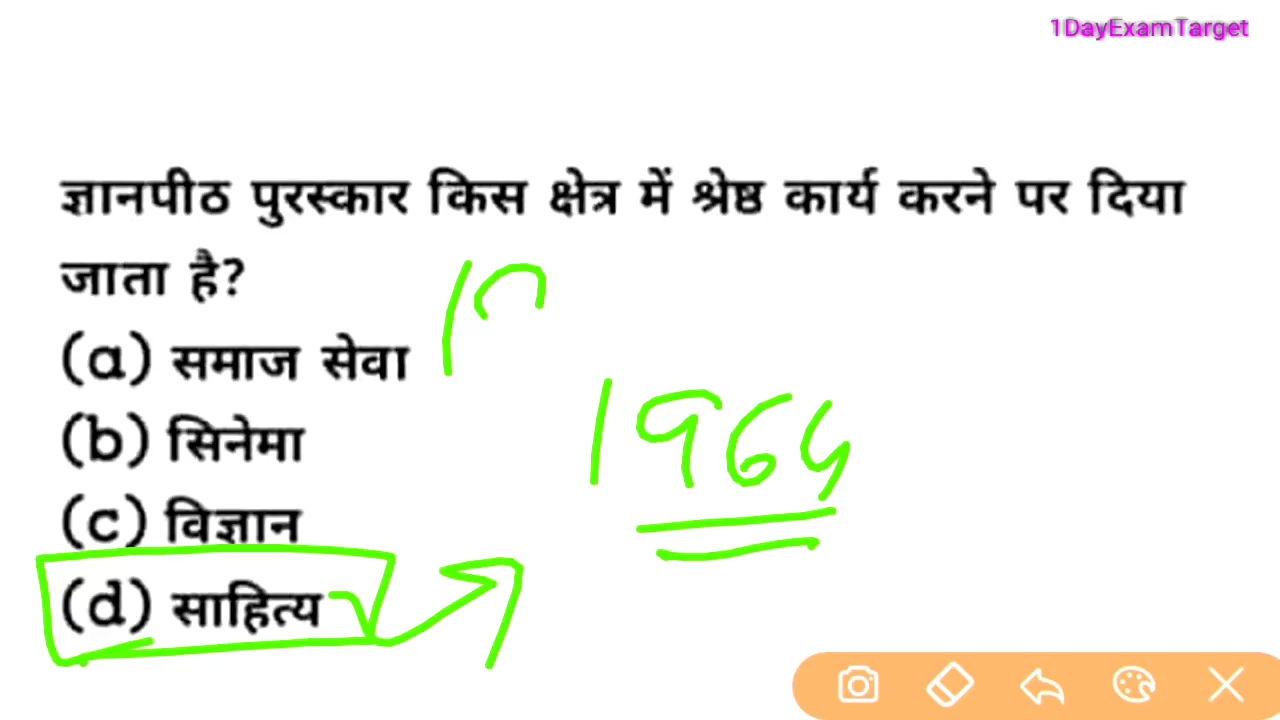 1DayExamTarget
ज्ञानपीठ पुरस्कार किस क्षेत्र में श्रेष्ठ कार्य करने पर दिया
जाता है?
(a) समाज सेवा
(b) सिनेमा
(c) विज्ञान
(d) साहित्य
1964